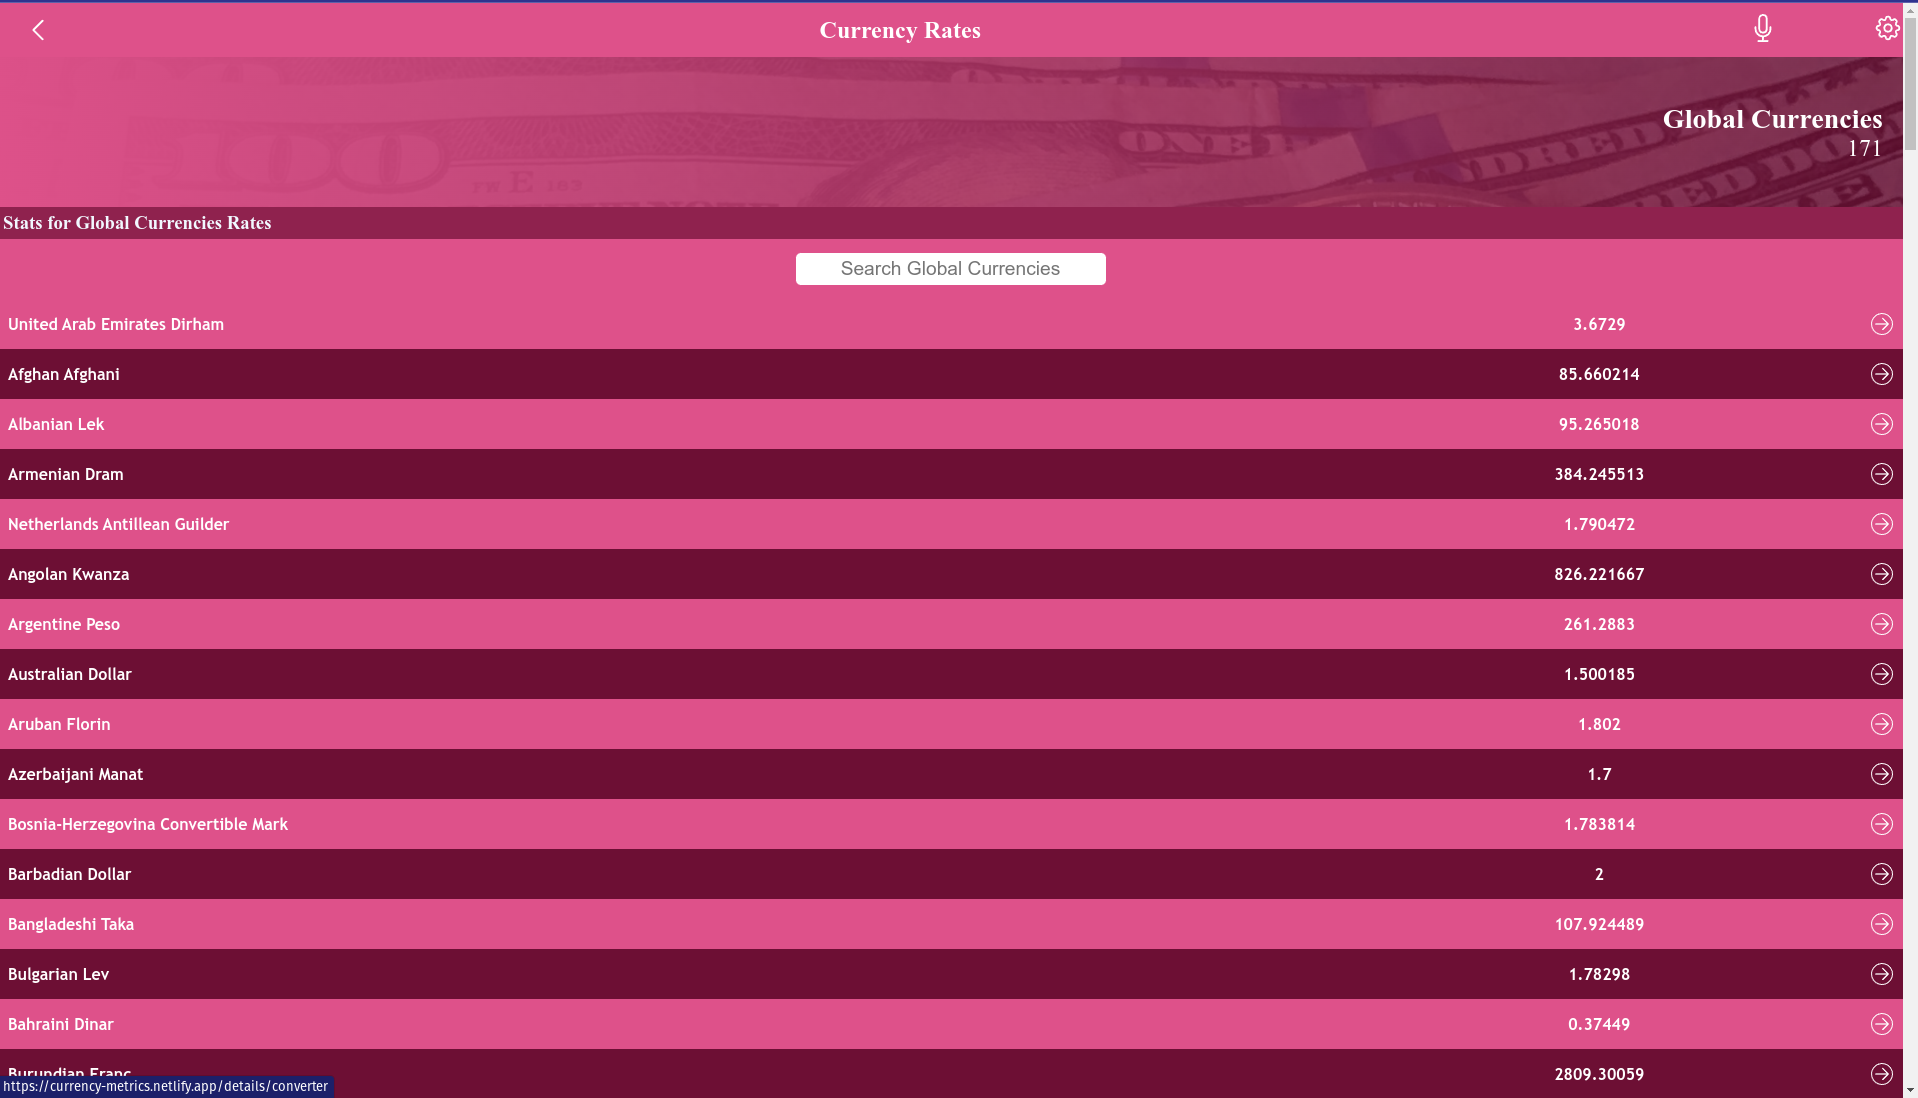 Currency Rates
Global Currencies
171
Stats for Global Currencies Rates
Search Global Currencies
United Arab Emirates Dirham 3.6729
Afghan Afghani 85.660214
Albanian Lek 95.265018
Armenian Dram 384.245513
Netherlands Antillean Guilder 1.790472
Angolan Kwanza 826.221667
Argentine Peso 261.2883
Australian Dollar 1.500185
Aruban Florin 1.802
Azerbaijani Manat 1.7
Bosnia-Herzegovina Convertible Mark 1.783814
Barbadian Dollar 2
Bangladeshi Taka 107.924489
Bulgarian Lev 1.78298
Bahraini Dinar 0.37449
Burundian Franc 2809.30059
https://currency-metrics.netlify.app/details/converter